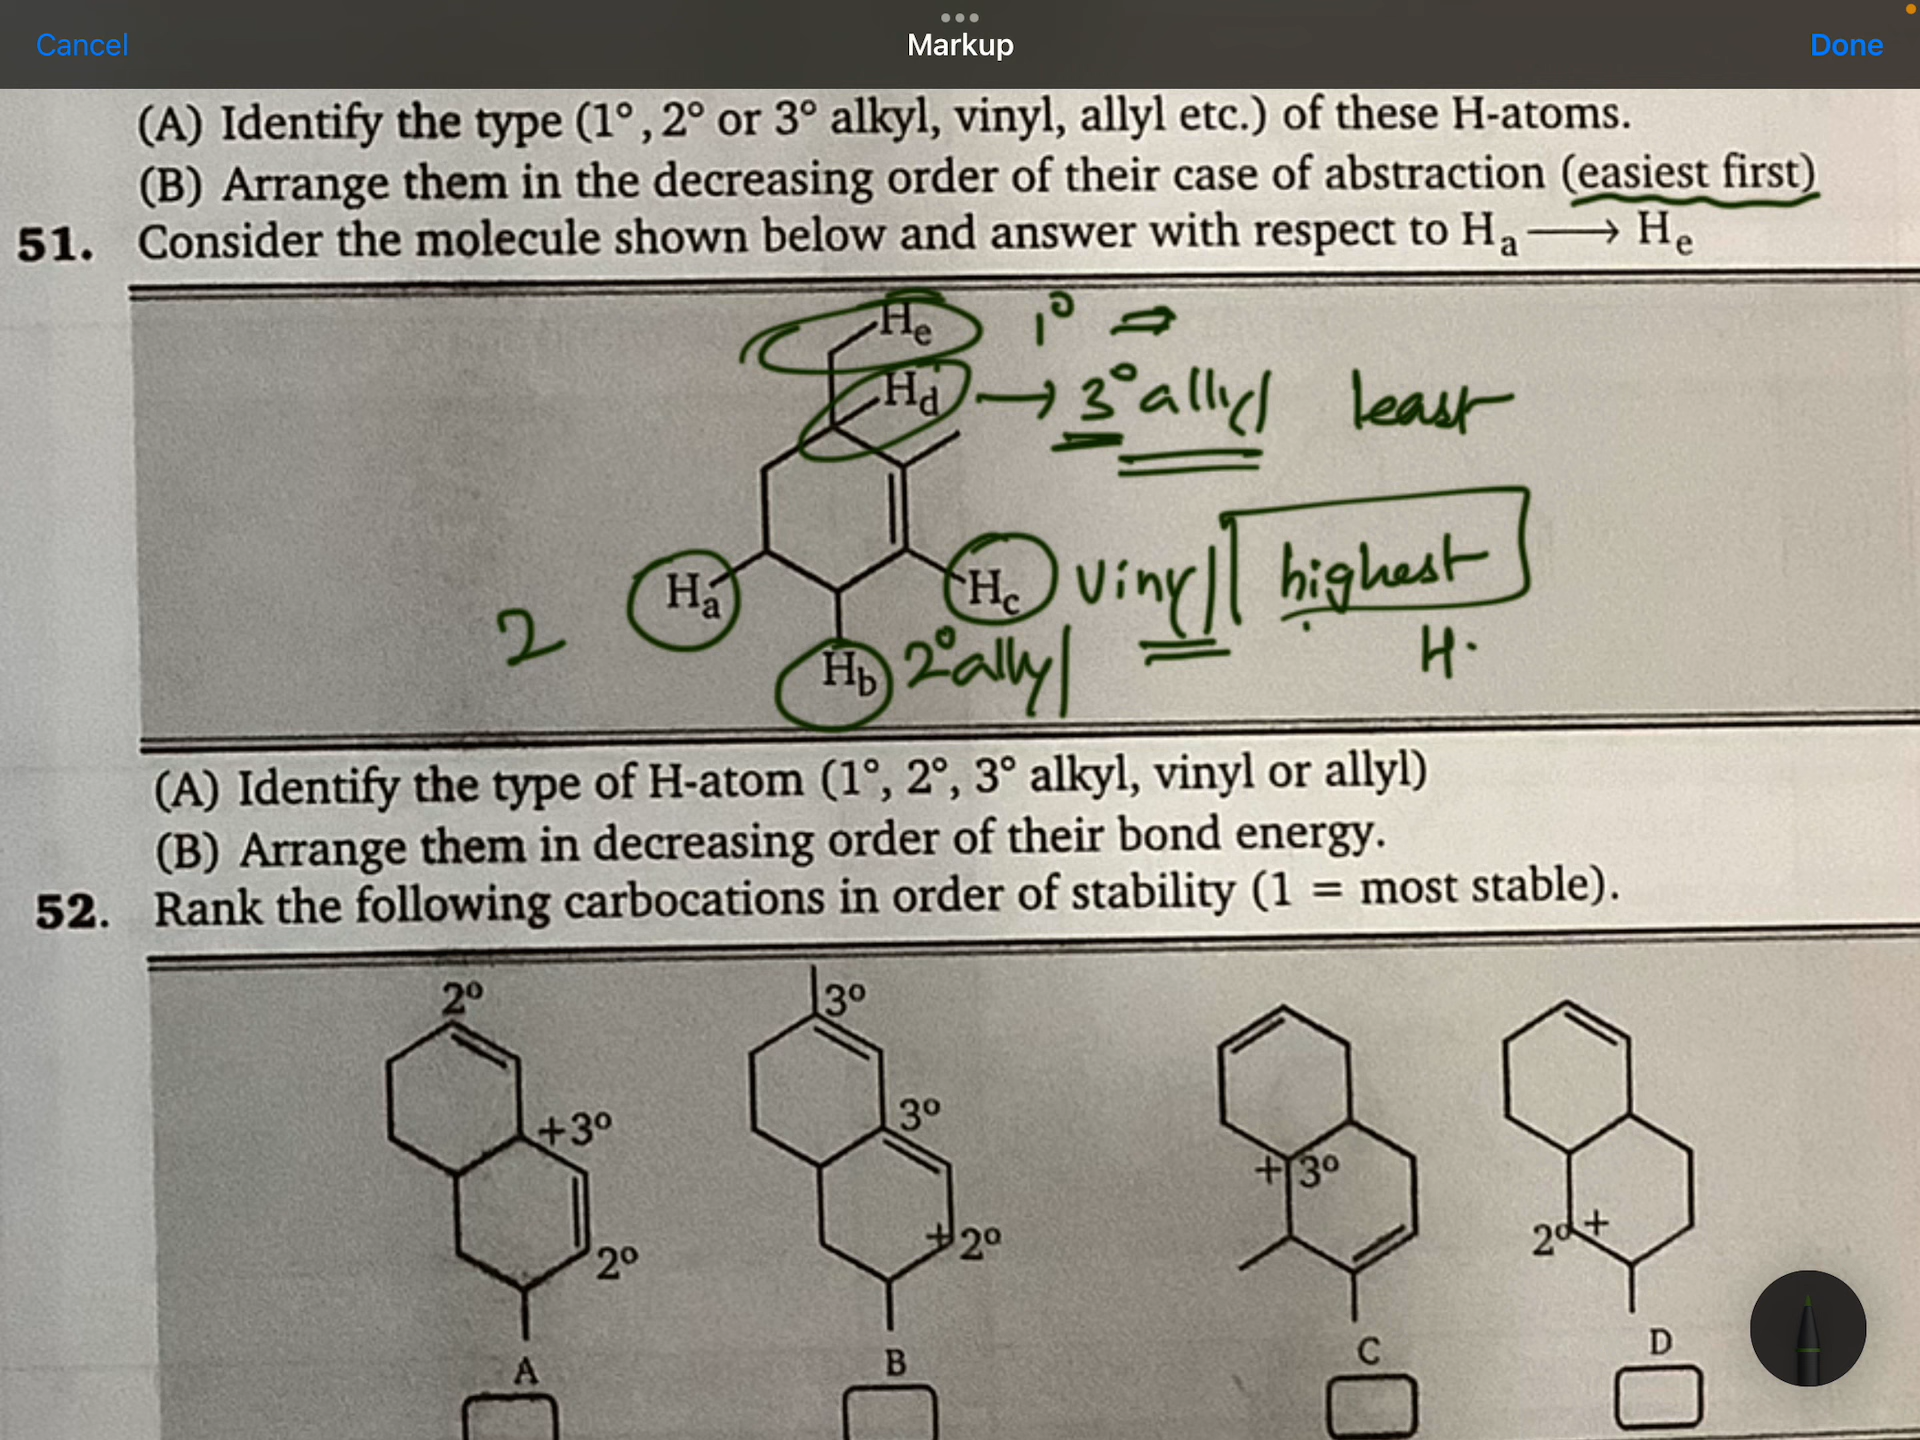 Cancel
Markup
Done
(A) Identify the type (1°, 2° or 3° alkyl, vinyl, allyl etc.) of these H-atoms.
(B) Arrange them in the decreasing order of their case of abstraction (easiest first)
51. Consider the molecule shown below and answer with respect to Ha ⟶ He
He 1° ⇒
Hd → 3° allyl least
Ha Hc Vinyl highest
2 Hb 2° allyl H·
(A) Identify the type of H-atom (1°, 2°, 3° alkyl, vinyl or allyl)
(B) Arrange them in decreasing order of their bond energy.
52. Rank the following carbocations in order of stability (1 = most stable).
2° 3°
+3° 3° +3°
2° +2° 2° +
A B C D